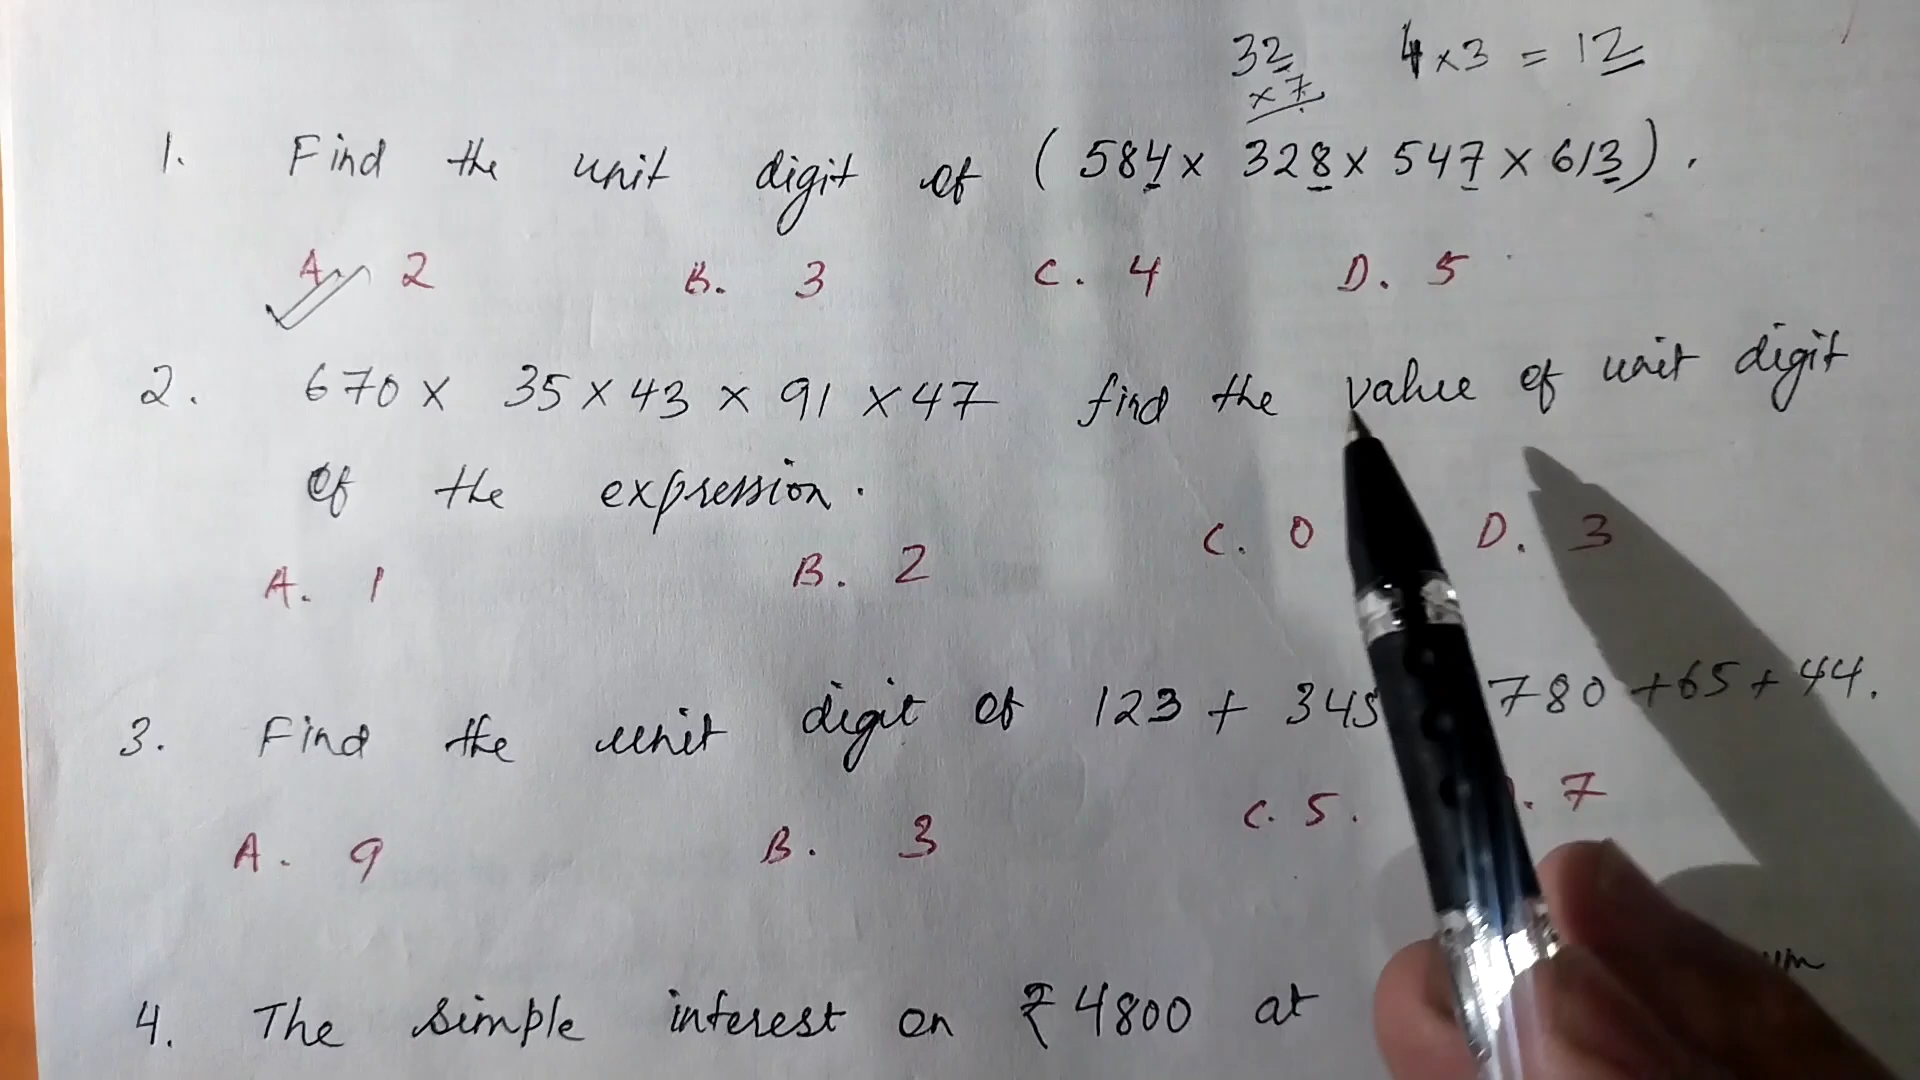 32 4 × 3 = 12
× 7
1. Find the unit digit of (584 × 328 × 547 × 613).
A. 2 B. 3 C. 4 D. 5
2. 670 × 35 × 43 × 91 × 47 find the value of unit digit
of the expression.
A. 1 B. 2 C. 0 D. 3
3. Find the unit digit of 123 + 345 780 + 65 + 44.
A. 9 B. 3 C. 5. . 7
4. The simple interest on ₹ 4800 at